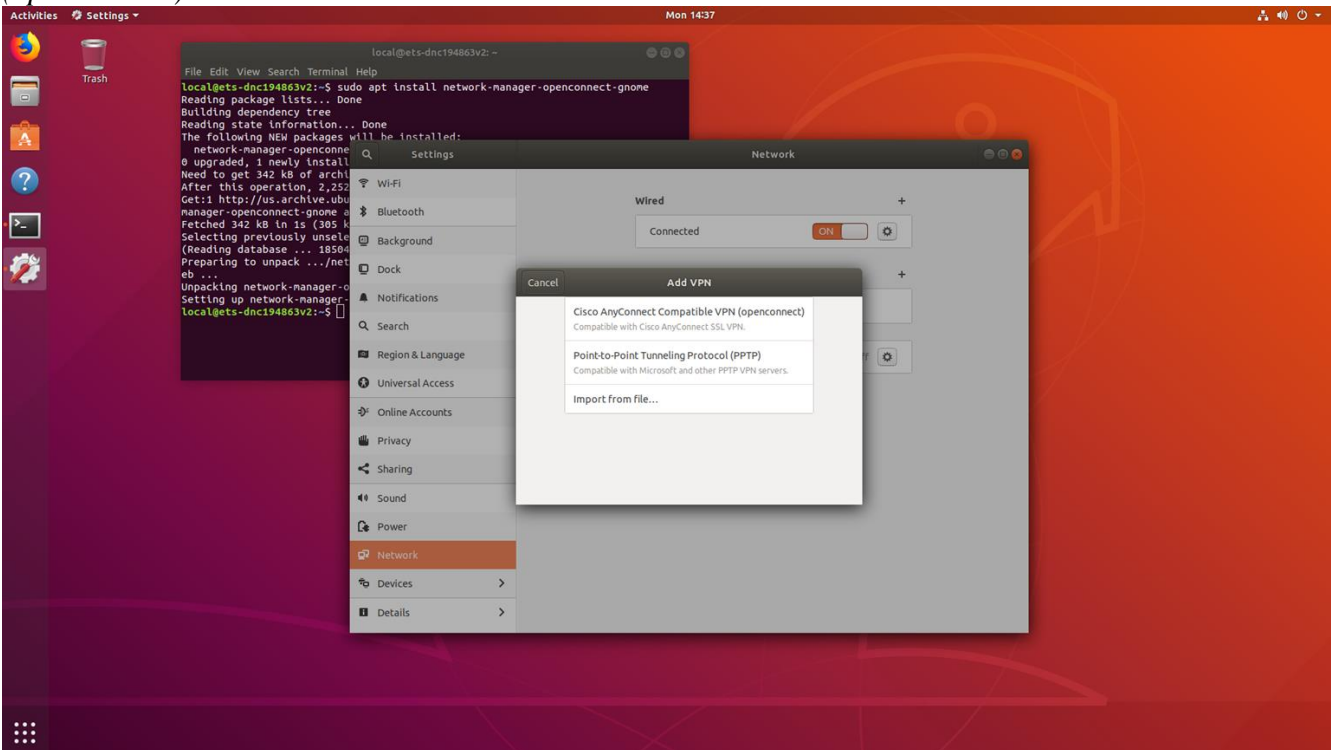 Activities Settings
Mon 14:37
Trash
local@ets-dnc194863v2: ~
File Edit View Search Terminal Help
local@ets-dnc194863v2:~$ sudo apt install network-manager-openconnect-gnome
Reading package lists... Done
Building dependency tree
Reading state information... Done
The following NEW packages will be installed:
network-manager-openconne
0 upgraded, 1 newly install
Need to get 342 kB of archi
After this operation, 2,252
Get:1 http://us.archive.ubu
manager-openconnect-gnome a
Fetched 342 kB in 1s (305 k
Selecting previously unsele
(Reading database ... 18504
Preparing to unpack .../net
eb ...
Unpacking network-manager-o
Setting up network-manager-
local@ets-dnc194863v2:~$
Settings
Network
Wi-Fi
Bluetooth
Background
Dock
Notifications
Search
Region & Language
Universal Access
Online Accounts
Privacy
Sharing
Sound
Power
Network
Devices
Details
Wired +
Connected ON
+
Cancel Add VPN
Cisco AnyConnect Compatible VPN (openconnect)
Compatible with Cisco AnyConnect SSL VPN.
Point-to-Point Tunneling Protocol (PPTP)
Compatible with Microsoft and other PPTP VPN servers.
Import from file...